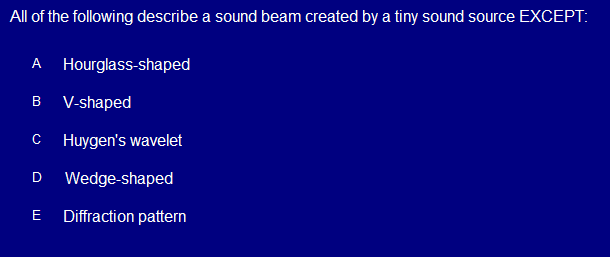 All of the following describe a sound beam created by a tiny sound source EXCEPT:
A Hourglass-shaped
B V-shaped
C Huygen's wavelet
D Wedge-shaped
E Diffraction pattern